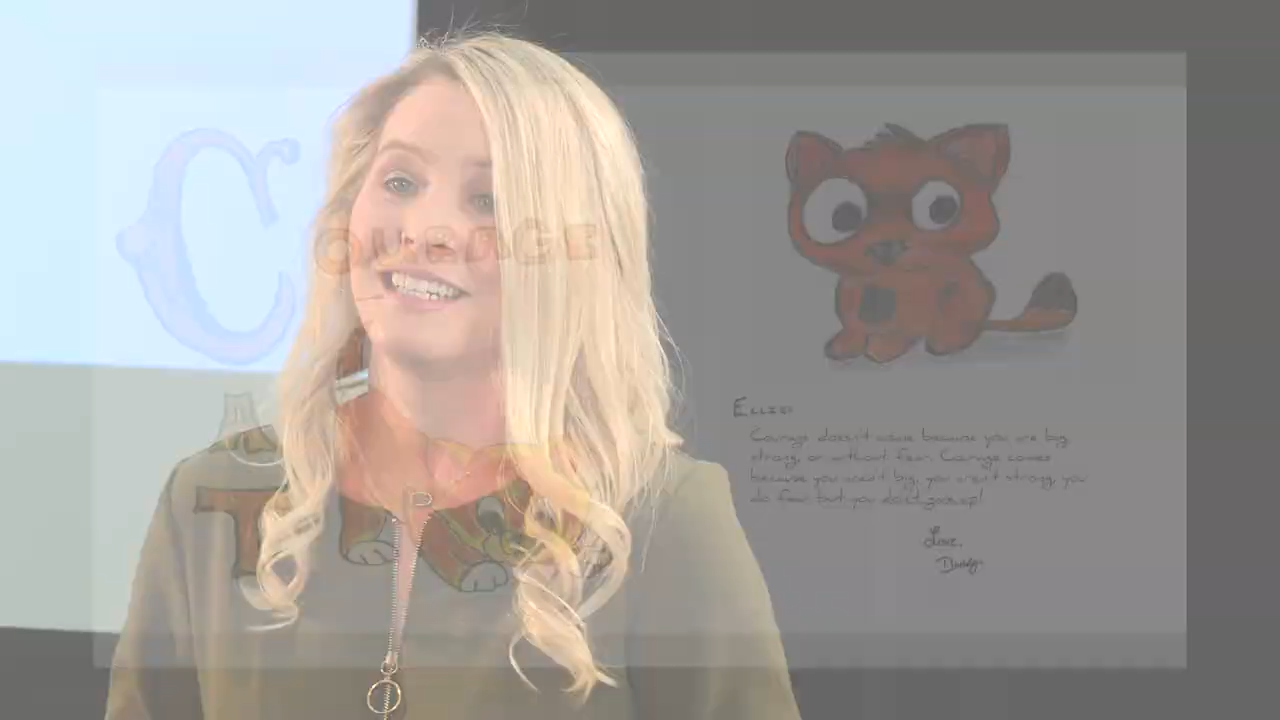 COURAGE
ELLIE:
Courage doesn't come because you are big,
strong, or without fear. Courage comes
because you aren't big, you aren't strong, you
do fear but you don't give up!
Love,